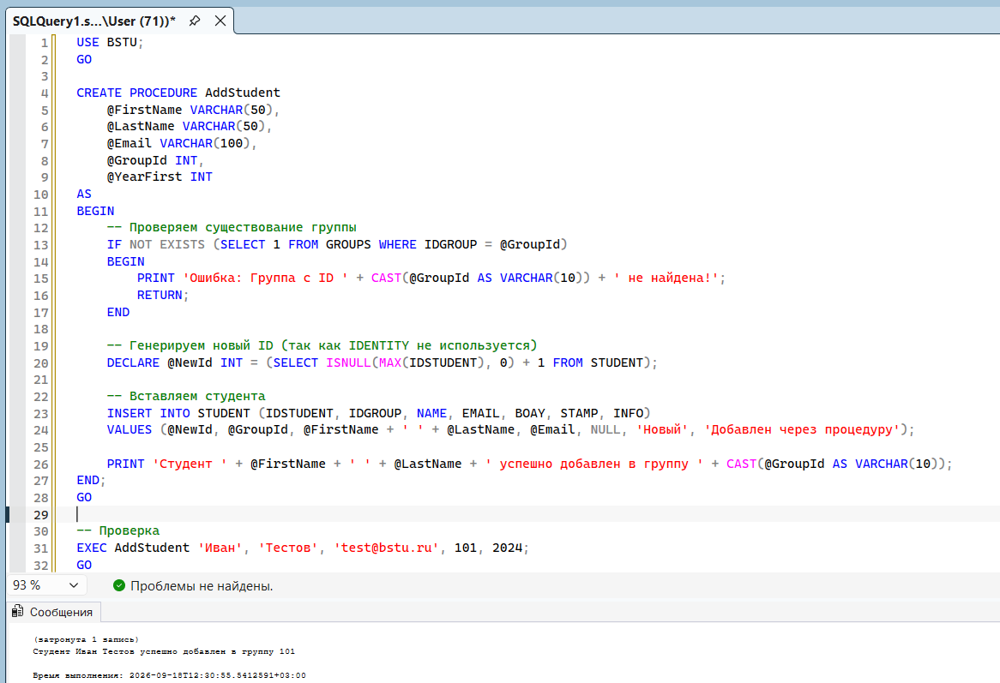 SQLQuery1.s...\User (71))*
1 USE BSTU;
2 GO
3
4 CREATE PROCEDURE AddStudent
5 @FirstName VARCHAR(50),
6 @LastName VARCHAR(50),
7 @Email VARCHAR(100),
8 @GroupId INT,
9 @YearFirst INT
10 AS
11 BEGIN
12 -- Проверяем существование группы
13 IF NOT EXISTS (SELECT 1 FROM GROUPS WHERE IDGROUP = @GroupId)
14 BEGIN
15 PRINT 'Ошибка: Группа с ID ' + CAST(@GroupId AS VARCHAR(10)) + ' не найдена!';
16 RETURN;
17 END
18
19 -- Генерируем новый ID (так как IDENTITY не используется)
20 DECLARE @NewId INT = (SELECT ISNULL(MAX(IDSTUDENT), 0) + 1 FROM STUDENT);
21
22 -- Вставляем студента
23 INSERT INTO STUDENT (IDSTUDENT, IDGROUP, NAME, EMAIL, BOAY, STAMP, INFO)
24 VALUES (@NewId, @GroupId, @FirstName + ' ' + @LastName, @Email, NULL, 'Новый', 'Добавлен через процедуру');
25
26 PRINT 'Студент ' + @FirstName + ' ' + @LastName + ' успешно добавлен в группу ' + CAST(@GroupId AS VARCHAR(10));
27 END;
28 GO
29
30 -- Проверка
31 EXEC AddStudent 'Иван', 'Тестов', 'test@bstu.ru', 101, 2024;
32 GO
93 %
Проблемы не найдены.
Сообщения
(затронута 1 запись)
Студент Иван Тестов успешно добавлен в группу 101
Время выполнения: 2026-09-18T12:30:55.5412591+03:00